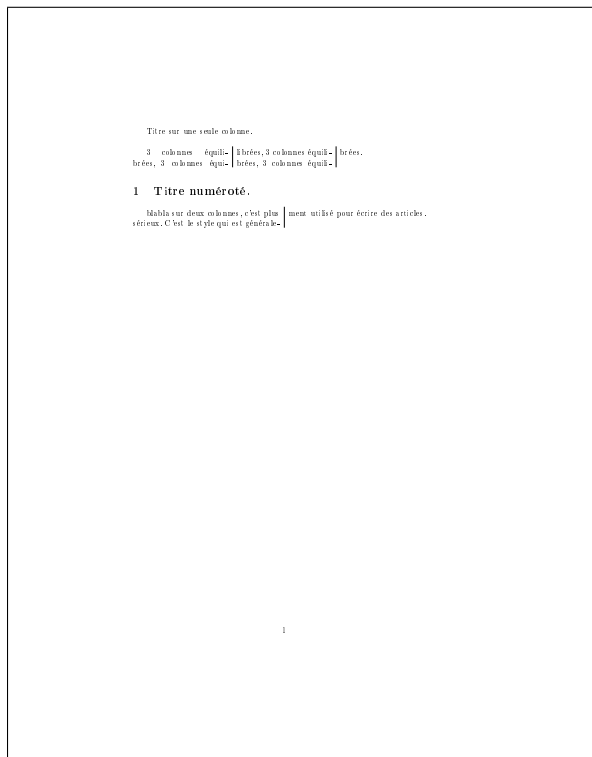 Titre sur une seule colonne.
3 colonnes équili-
brées, 3 colonnes équi-
librées, 3 colonnes équili-
brées, 3 colonnes équili-
brées.
1 Titre numéroté.
blabla sur deux colonnes, c'est plus
sérieux. C'est le style qui est générale-
ment utilisé pour écrire des articles.
1